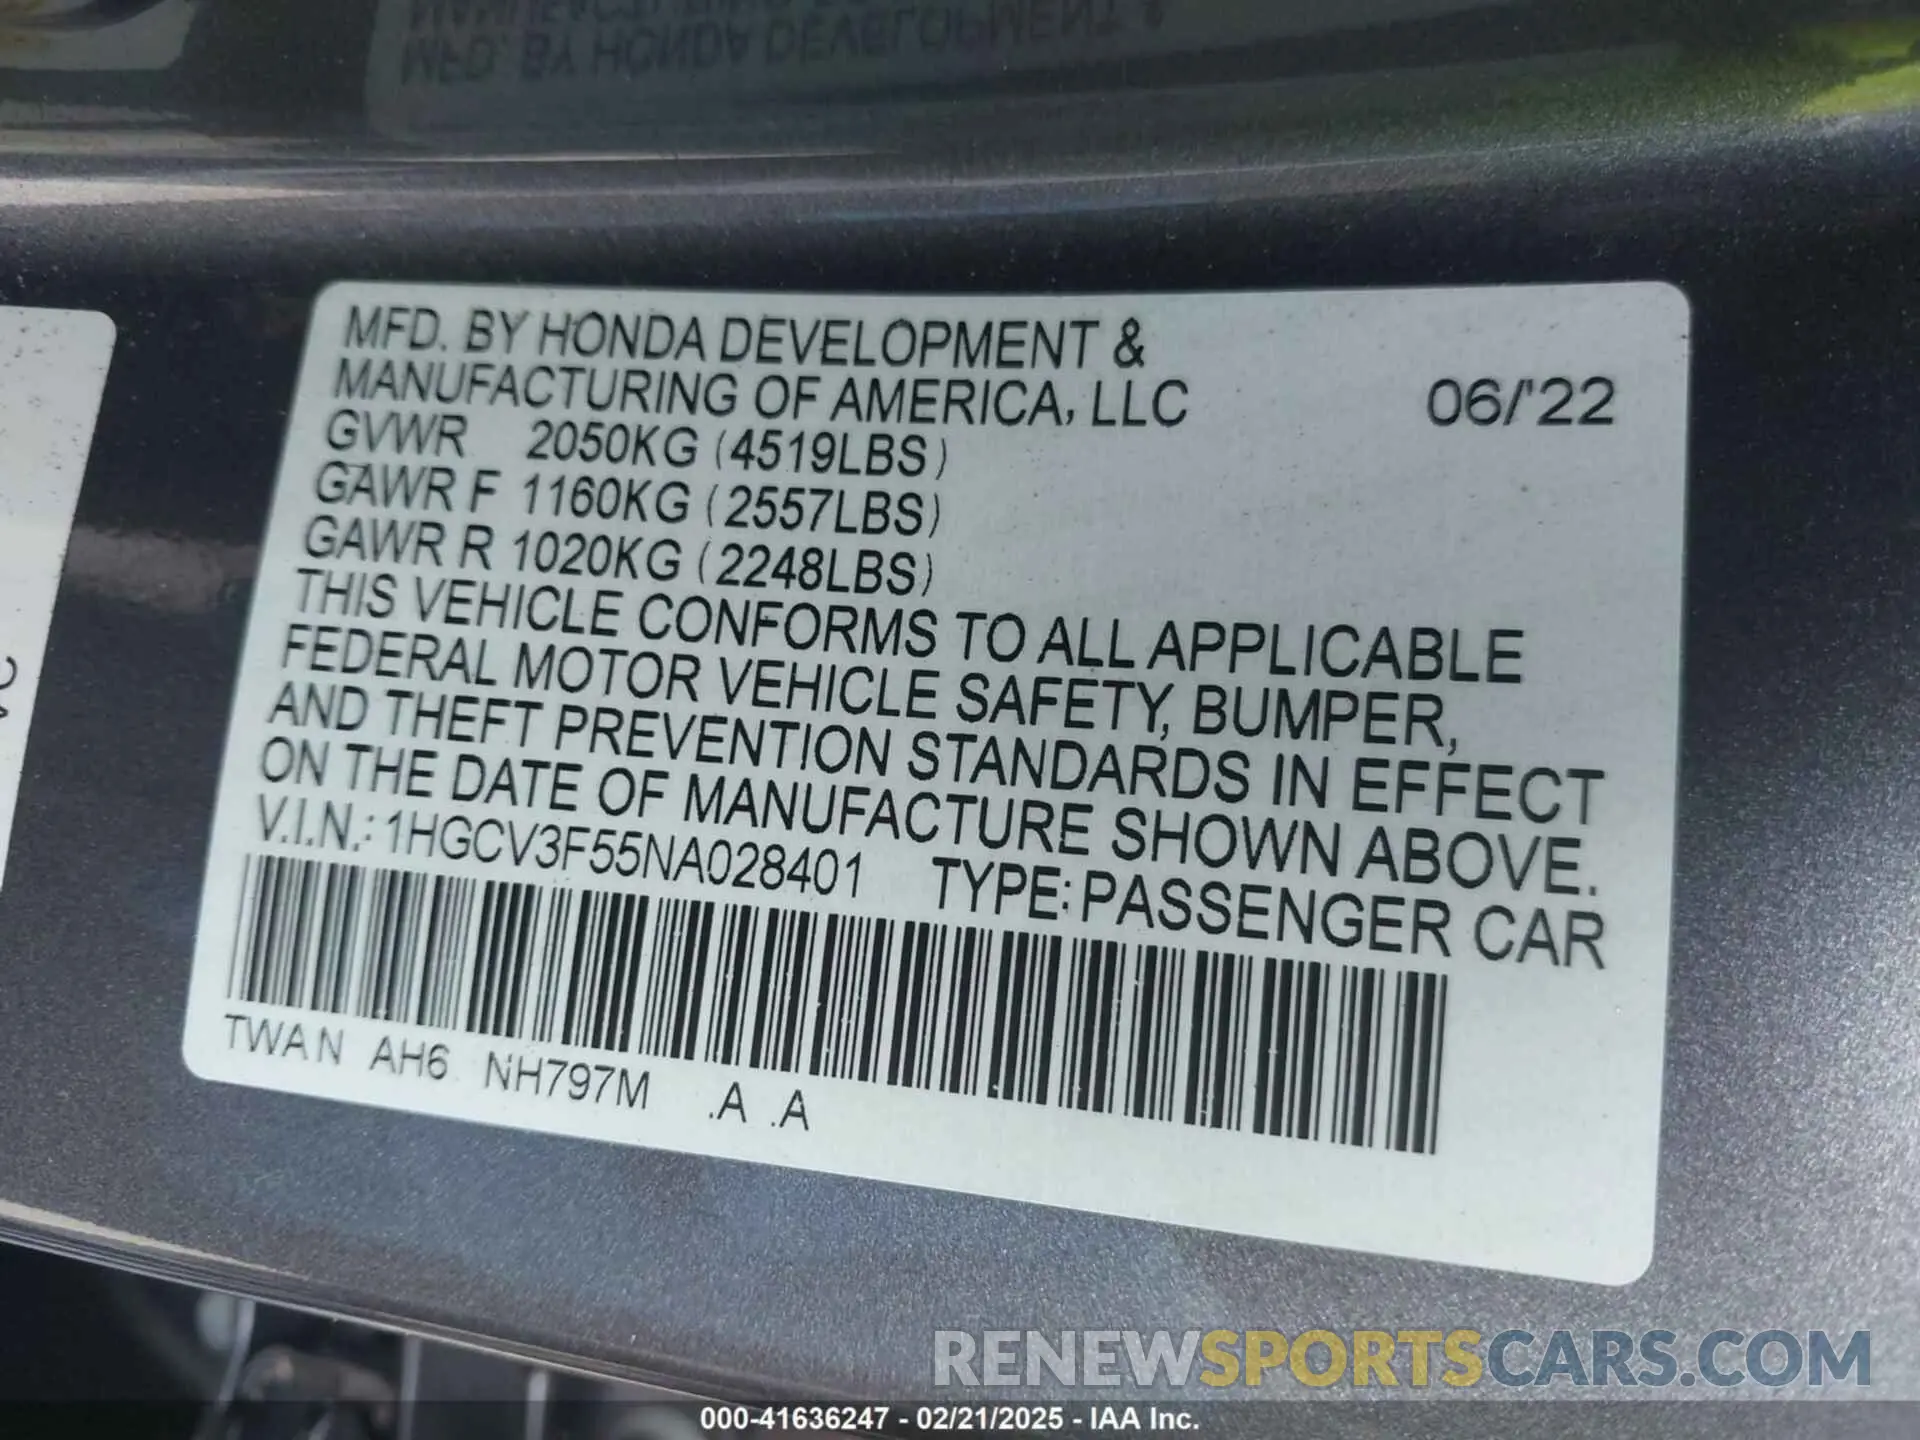 MFD. BY HONDA DEVELOPMENT &
MANUFACTURING OF AMERICA, LLC 06/'22
GVWR 2050KG (4519LBS)
GAWR F 1160KG (2557LBS)
GAWR R 1020KG (2248LBS)
THIS VEHICLE CONFORMS TO ALL APPLICABLE
FEDERAL MOTOR VEHICLE SAFETY, BUMPER,
AND THEFT PREVENTION STANDARDS IN EFFECT
ON THE DATE OF MANUFACTURE SHOWN ABOVE.
V.I.N.: 1HGCV3F55NA028401 TYPE: PASSENGER CAR
TWAN AH6 NH797M .A .A
RENEWSPORTSCARS.COM
000-41636247 - 02/21/2025 - IAA Inc.